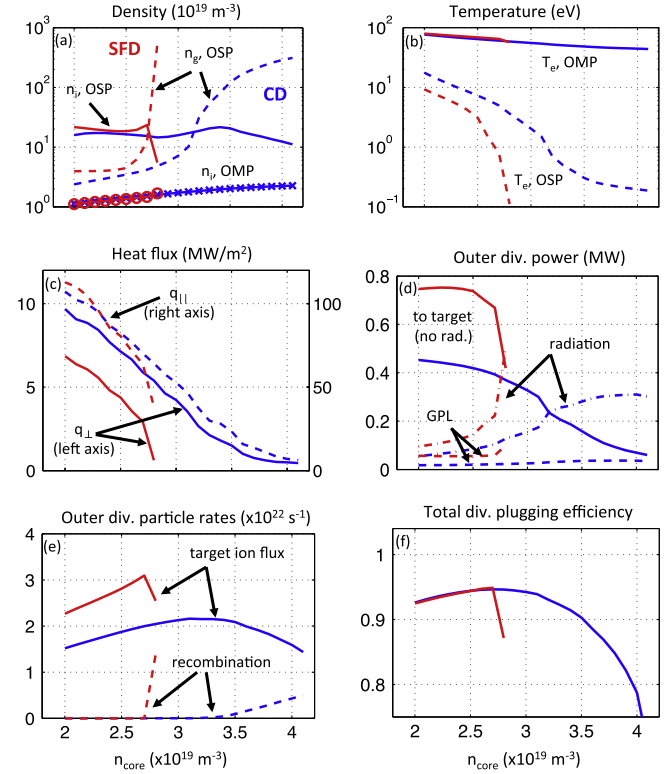 Density (10¹⁹ m⁻³)
(a)
SFD
n_g, OSP
n_i, OSP
CD
n_i, OMP
10³
10²
10¹
10⁰
Temperature (eV)
(b)
T_e, OMP
T_e, OSP
10²
10¹
10⁰
10⁻¹
Heat flux (MW/m²)
(c)
q_||
(right axis)
q_⊥
(left axis)
10
5
0
100
50
0
Outer div. power (MW)
(d)
to target
(no rad.)
radiation
GPL
0.8
0.6
0.4
0.2
0
Outer div. particle rates (x10²² s⁻¹)
(e)
target ion flux
recombination
4
3
2
1
0
2 2.5 3 3.5 4
n_core (x10¹⁹ m⁻³)
Total div. plugging efficiency
(f)
1
0.9
0.8
2 2.5 3 3.5 4
n_core (x10¹⁹ m⁻³)